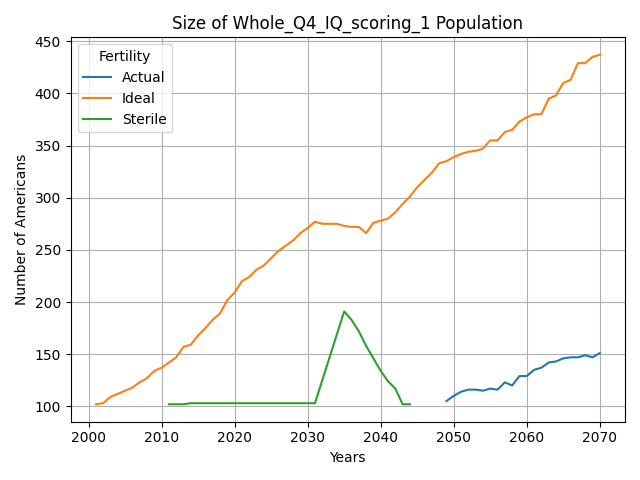 Size of Whole_Q4_IQ_scoring_1 Population
Number of Americans
450
400
350
300
250
200
150
100
Fertility
Actual
Ideal
Sterile
2000 2010 2020 2030 2040 2050 2060 2070
Years